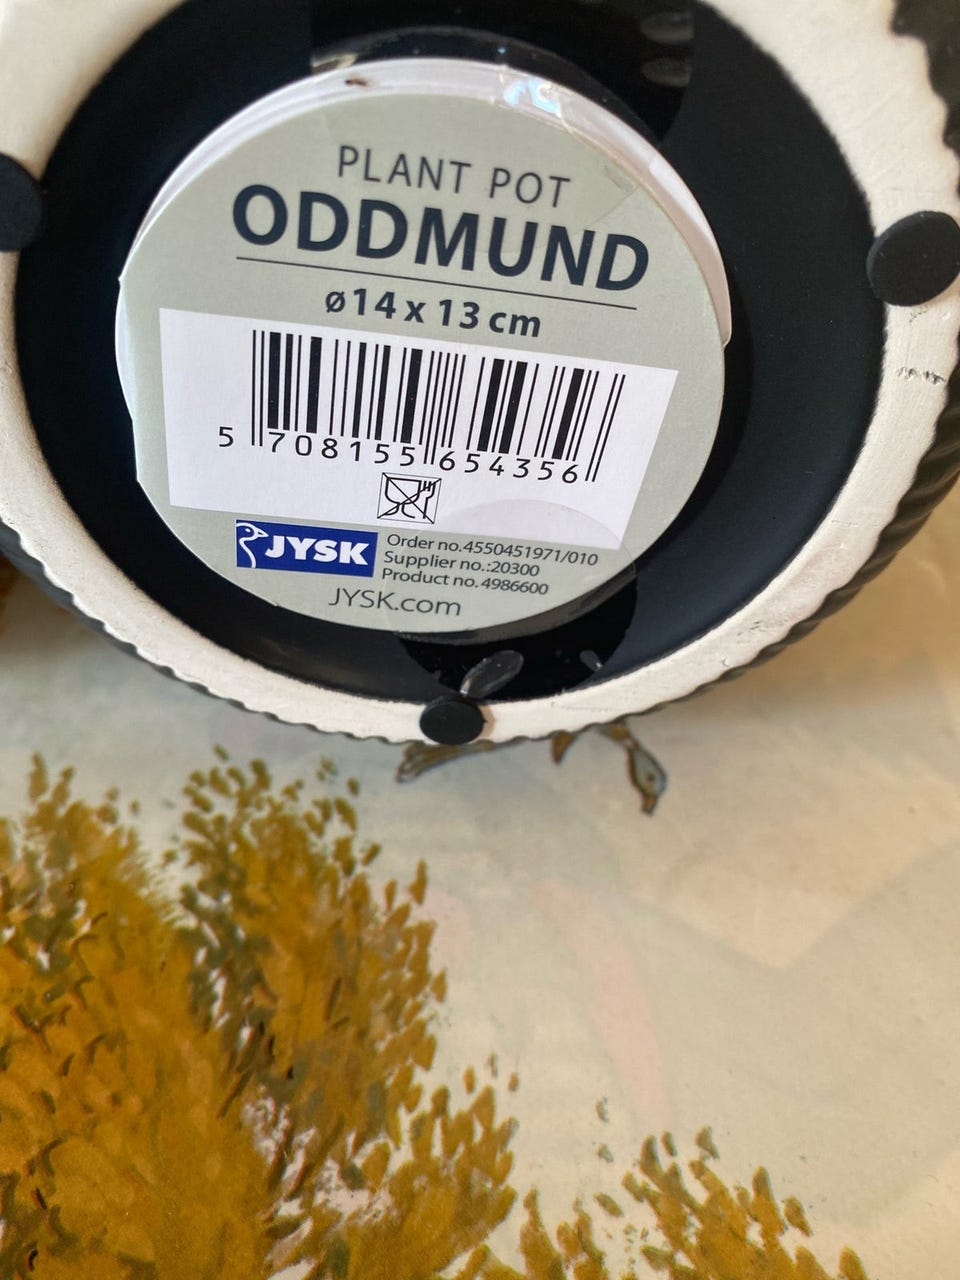 PLANT POT
ODDMUND
ø14 x 13 cm
5 708155 654356
JYSK
Order no.4550451971/010
Supplier no.:20300
Product no. 4986600
JYSK.com